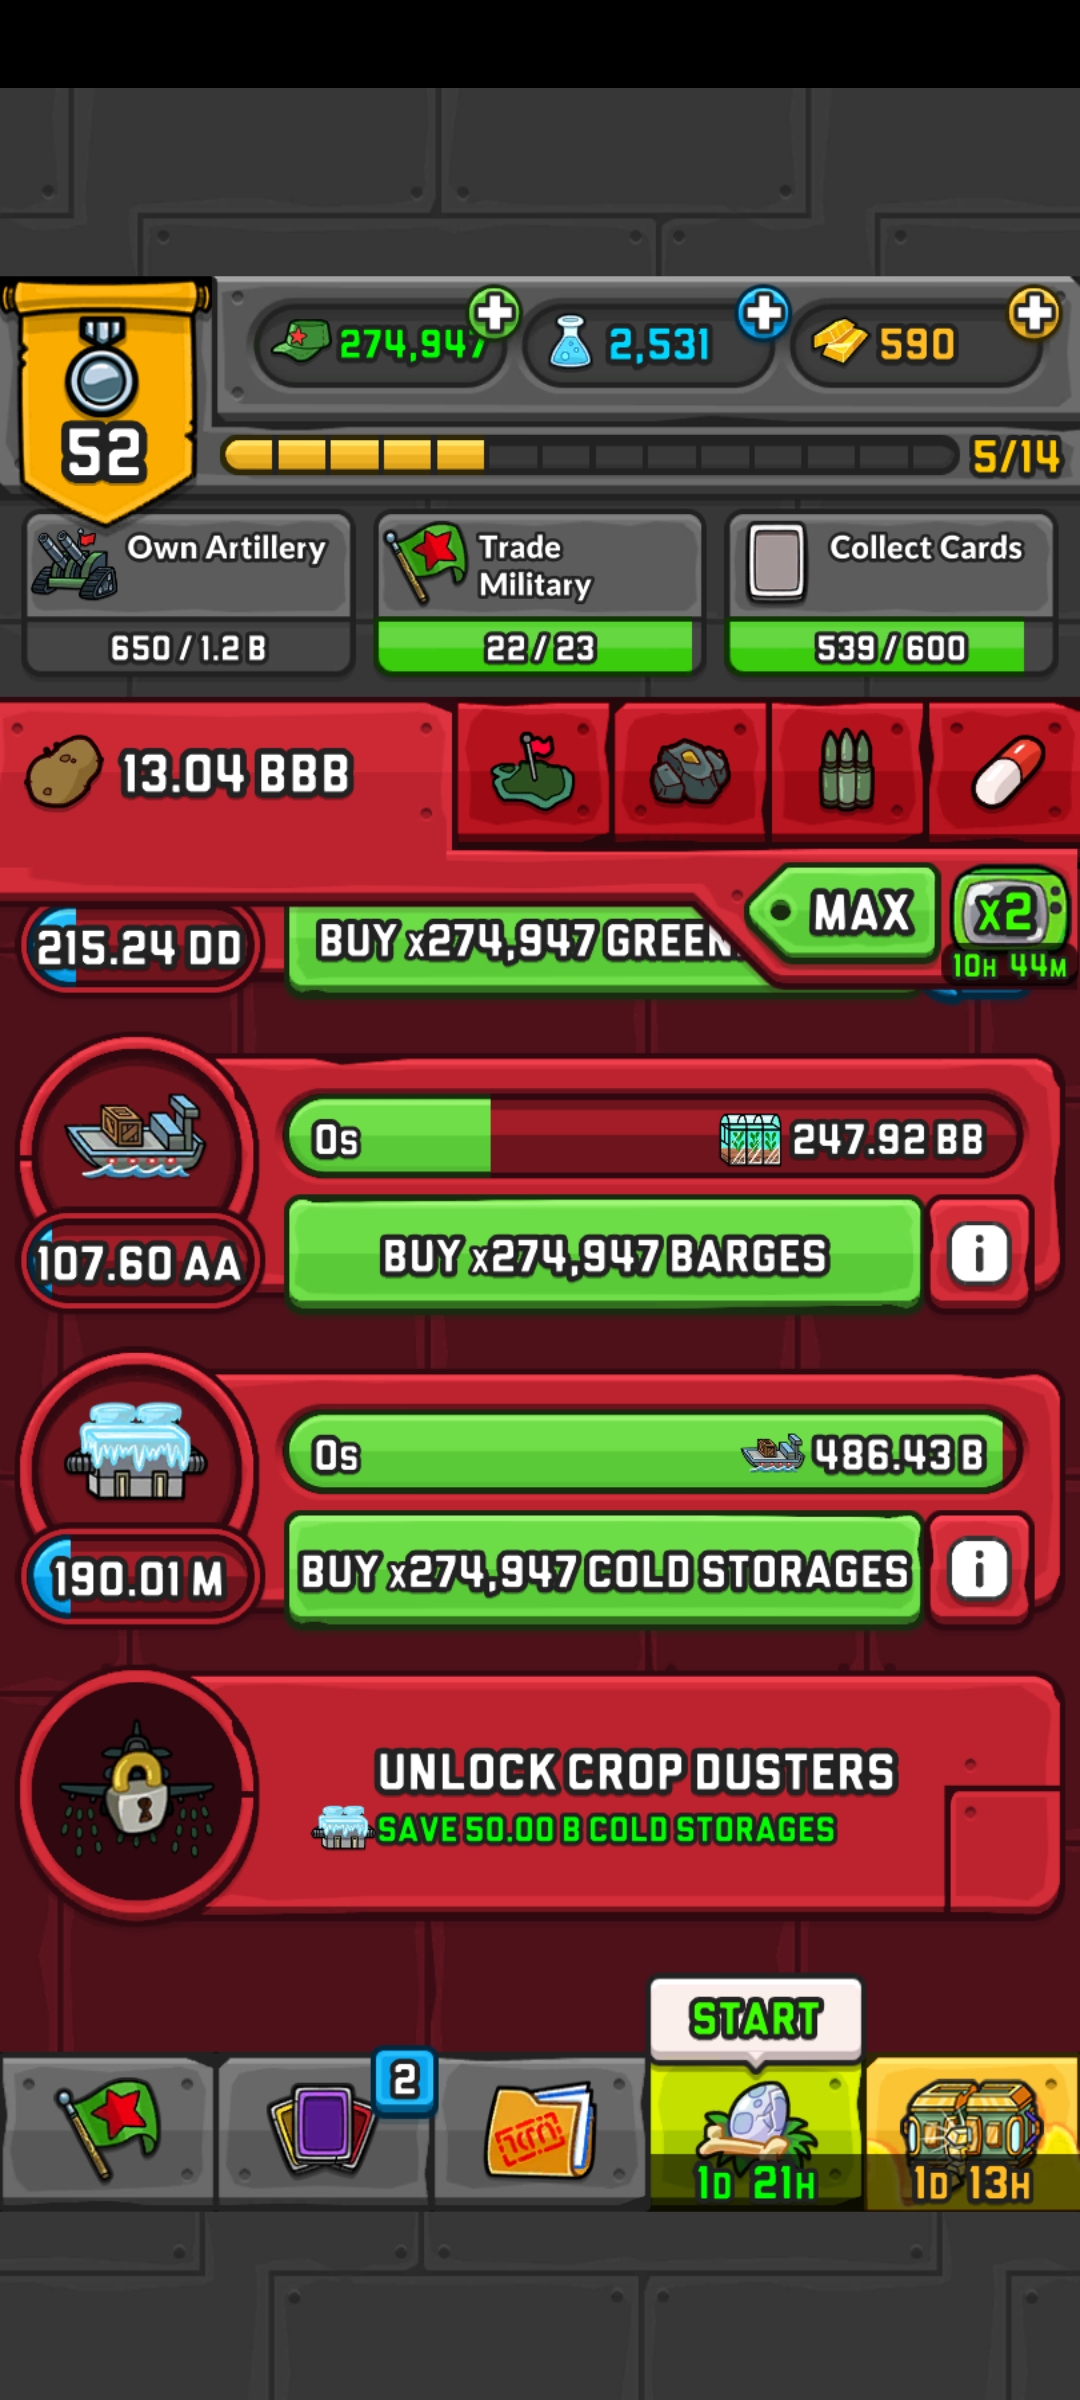 274,947
2,531
590
52
5/14
Own Artillery
650 / 1.2 B
Trade
Military
22 / 23
Collect Cards
539 / 600
13.04 BBB
MAX
x2
10H 44M
215.24 DD
BUY x274,947 GREEN
0s
247.92 BB
107.60 AA
BUY x274,947 BARGES
i
0s
486.43 B
190.01 M
BUY x274,947 COLD STORAGES
i
UNLOCK CROP DUSTERS
SAVE 50.00 B COLD STORAGES
START
2
1D 21H
1D 13H